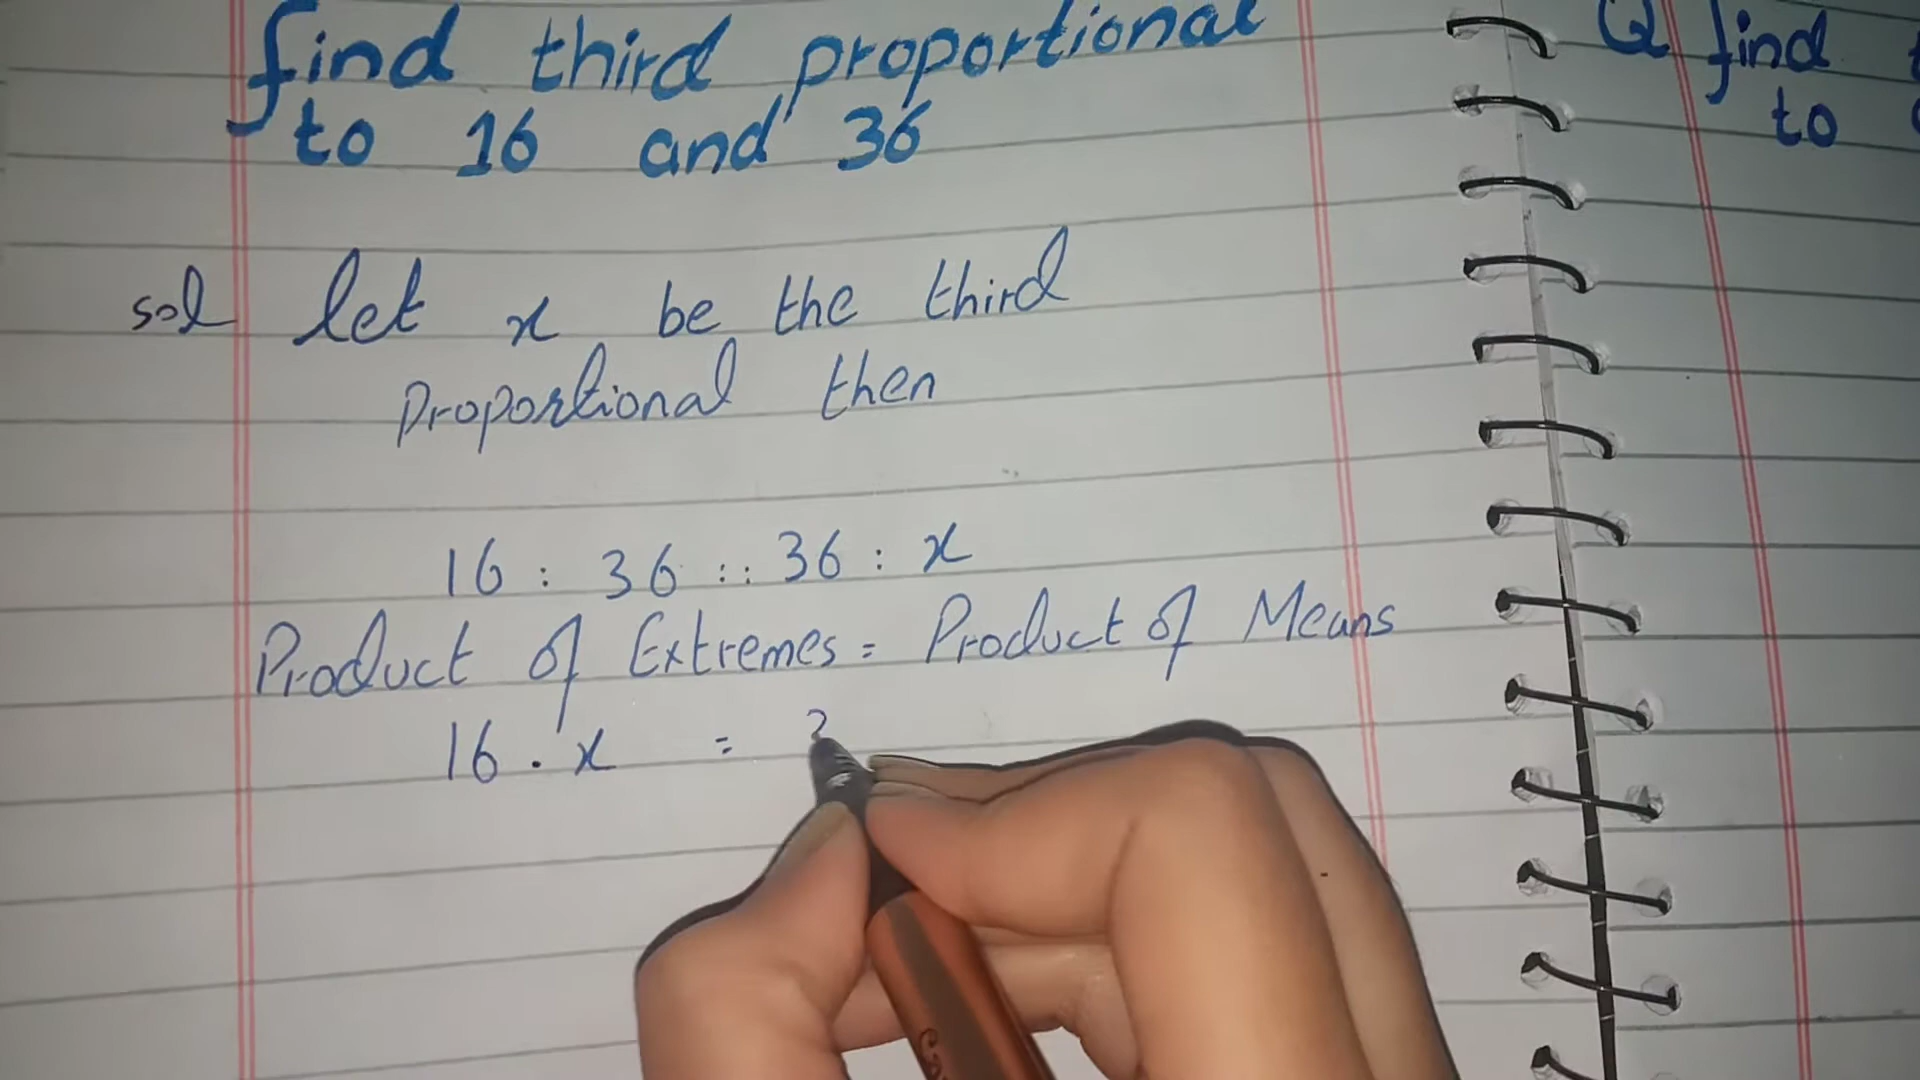 find third proportional
to 16 and 36
sol let x be the third
proportional then
16 : 36 :: 36 : x
Product of Extremes = Product of Means
16 . x =
Q find
to